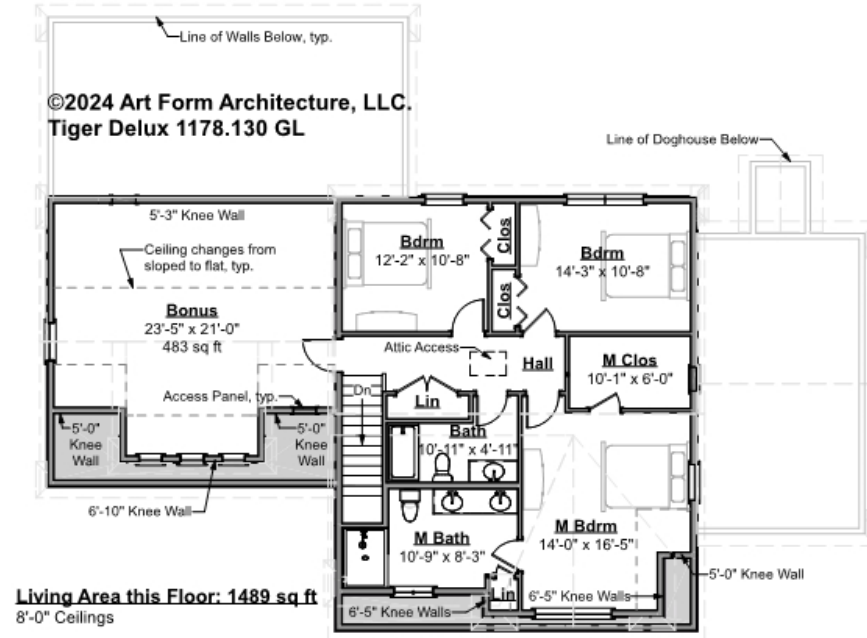 Line of Walls Below, typ.
©2024 Art Form Architecture, LLC.
Tiger Delux 1178.130 GL
Line of Doghouse Below
5'-3" Knee Wall
Ceiling changes from
sloped to flat, typ.
Bdrm
12'-2" x 10'-8"
Clos
Clos
Bdrm
14'-3" x 10'-8"
Bonus
23'-5" x 21'-0"
483 sq ft
Attic Access
Hall
M Clos
10'-1" x 6'-0"
Access Panel, typ.
Dn
Lin
5'-0"
Knee
Wall
5'-0"
Knee
Wall
Bath
10'-11" x 4'-11"
6'-10" Knee Wall
M Bath
10'-9" x 8'-3"
M Bdrm
14'-0" x 16'-5"
5'-0" Knee Wall
Lin
6'-5" Knee Walls
6'-5" Knee Walls
Living Area this Floor: 1489 sq ft
8'-0" Ceilings